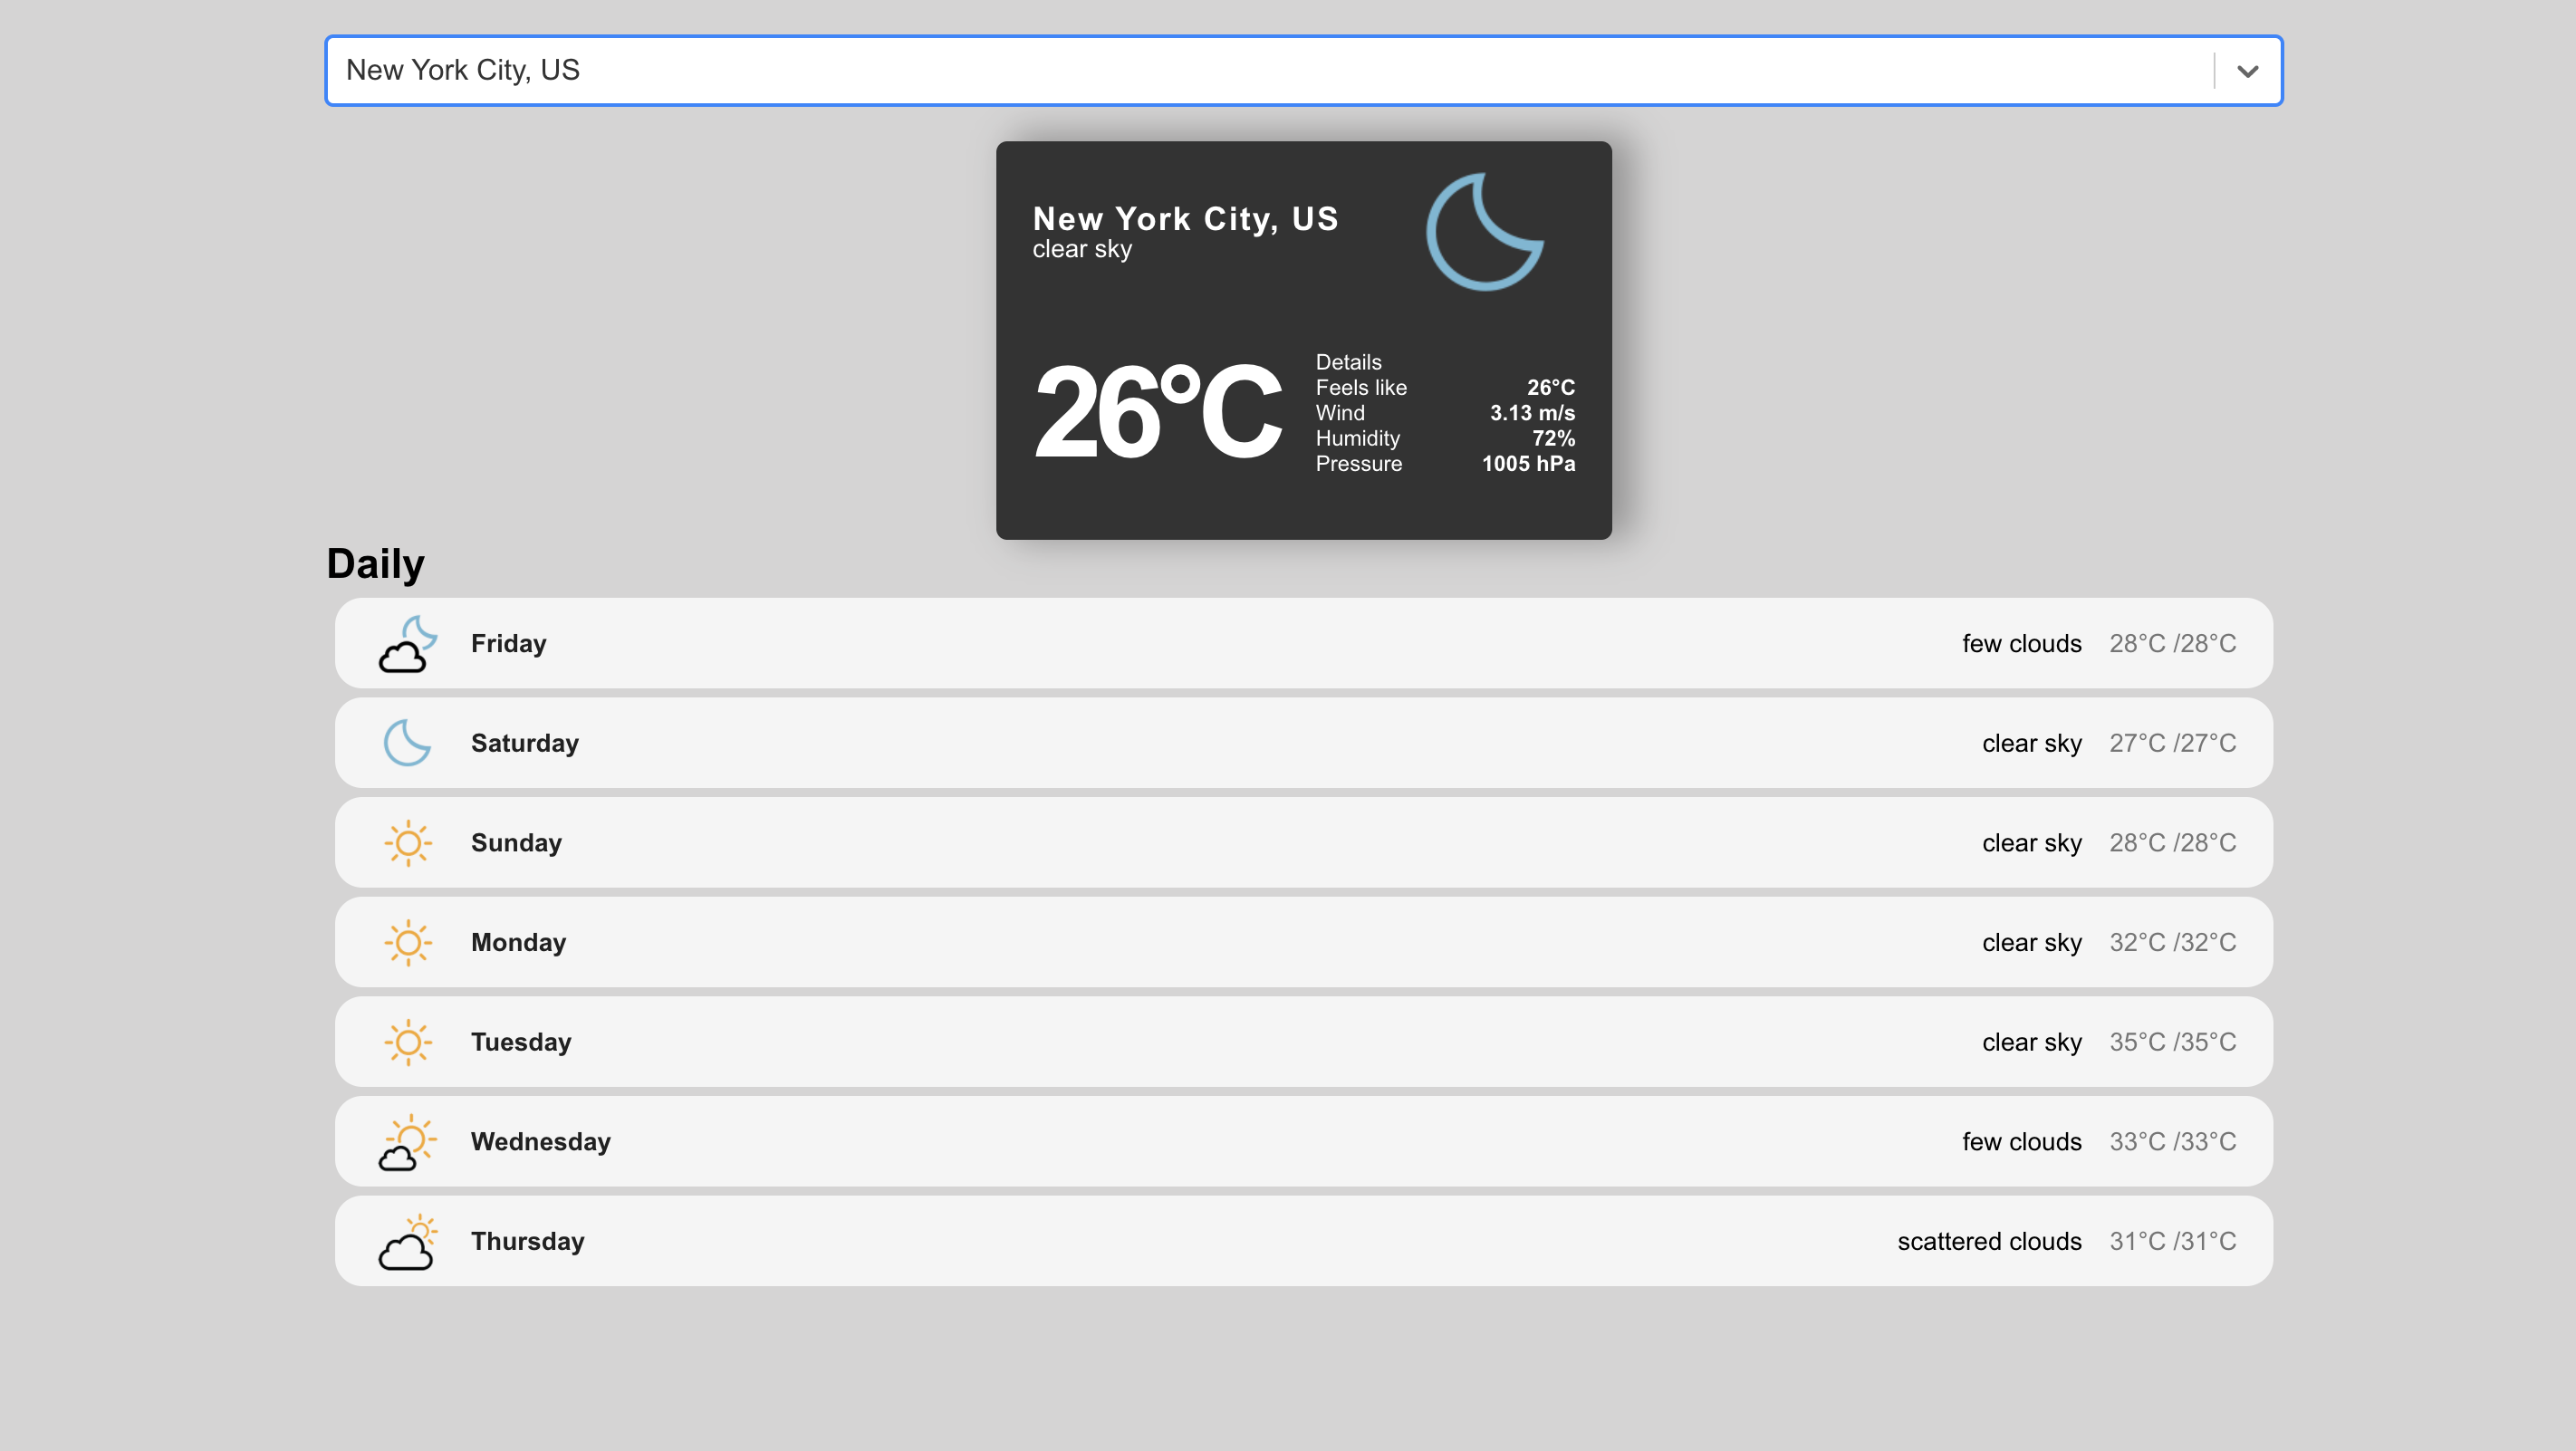 New York City, US
New York City, US
clear sky
26°C
Details
Feels like 26°C
Wind 3.13 m/s
Humidity 72%
Pressure 1005 hPa
Daily
Friday few clouds 28°C /28°C
Saturday clear sky 27°C /27°C
Sunday clear sky 28°C /28°C
Monday clear sky 32°C /32°C
Tuesday clear sky 35°C /35°C
Wednesday few clouds 33°C /33°C
Thursday scattered clouds 31°C /31°C